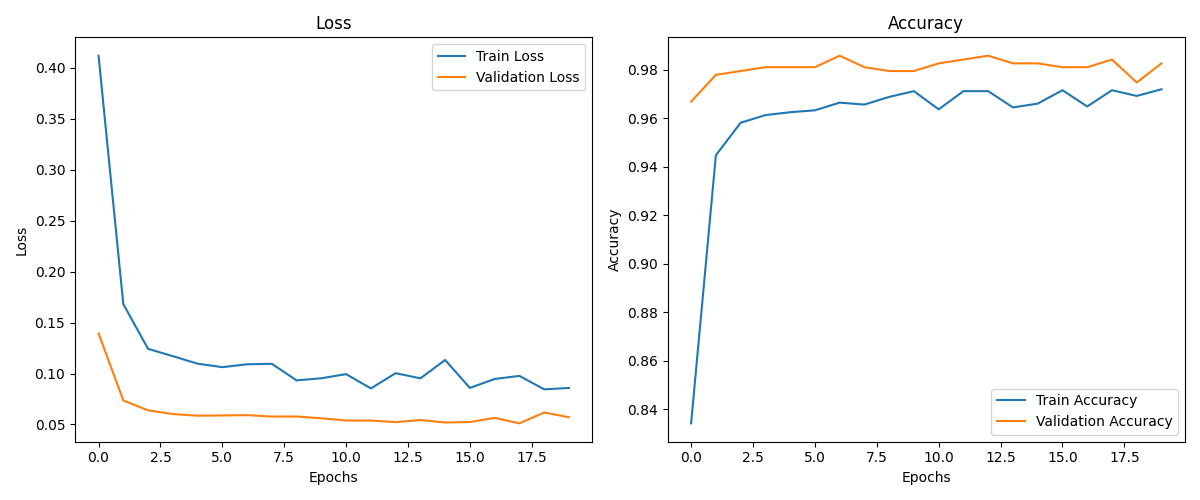 Loss
Loss
0.40
0.35
0.30
0.25
0.20
0.15
0.10
0.05
Train Loss
Validation Loss
0.0 2.5 5.0 7.5 10.0 12.5 15.0 17.5
Epochs
Accuracy
Accuracy
0.98
0.96
0.94
0.92
0.90
0.88
0.86
0.84
Train Accuracy
Validation Accuracy
0.0 2.5 5.0 7.5 10.0 12.5 15.0 17.5
Epochs